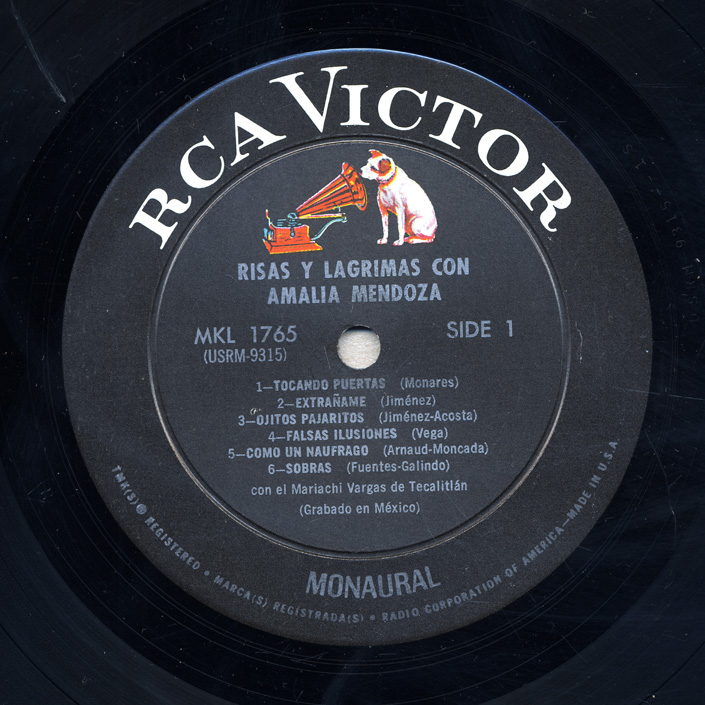 RCA VICTOR
RISAS Y LAGRIMAS CON
AMALIA MENDOZA
MKL 1765
(USRM-9315)
SIDE 1
1—TOCANDO PUERTAS (Monares)
2—EXTRAÑAME (Jiménez)
3—OJITOS PAJARITOS (Jiménez-Acosta)
4—FALSAS ILUSIONES (Vega)
5—COMO UN NAUFRAGO (Arnaud-Moncada)
6—SOBRAS (Fuentes-Galindo)
con el Mariachi Vargas de Tecalitlán
(Grabado en México)
MONAURAL
TMK(S)® REGISTERED • MARCA(S) REGISTRADA(S) • RADIO CORPORATION OF AMERICA—MADE IN U.S.A.